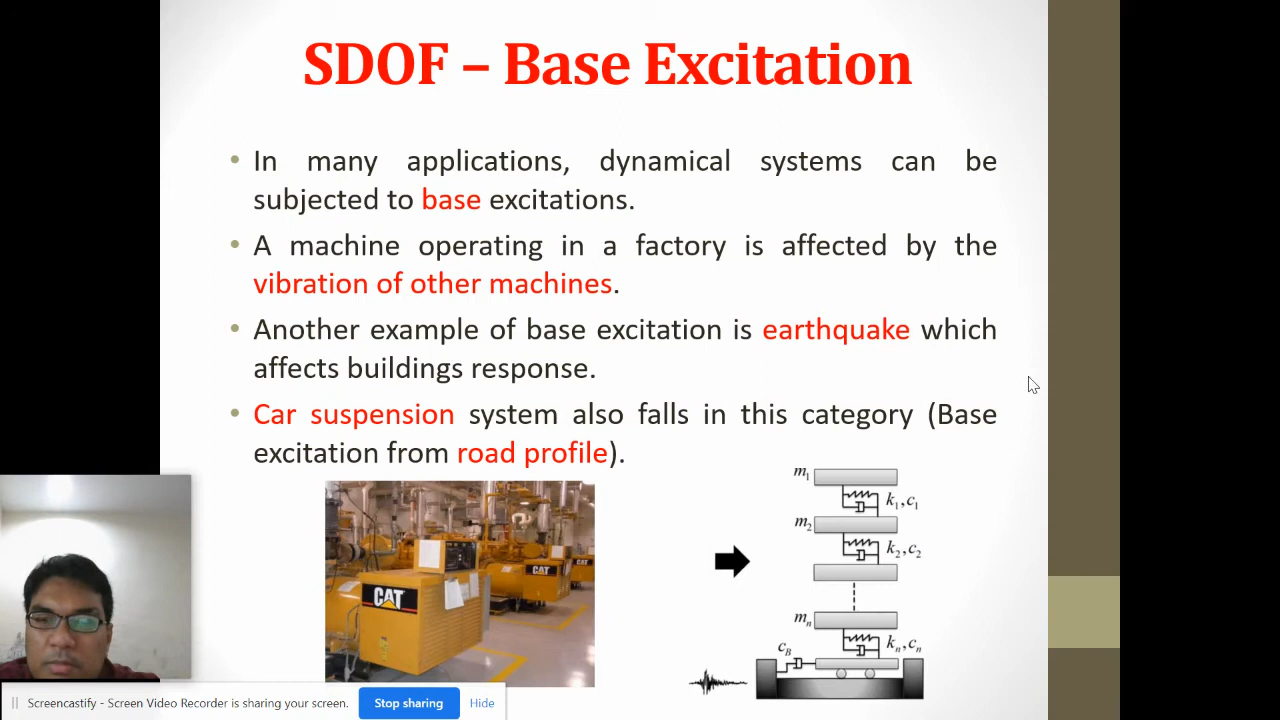 SDOF – Base Excitation
• In many applications, dynamical systems can be
subjected to base excitations.
• A machine operating in a factory is affected by the
vibration of other machines.
• Another example of base excitation is earthquake which
affects buildings response.
• Car suspension system also falls in this category (Base
excitation from road profile).
CAT
CAT
CAT
m₁
k₁,c₁
m₂
k₂,c₂
mₙ
kₙ,cₙ
c_B
Screencastify - Screen Video Recorder is sharing your screen.
Stop sharing
Hide